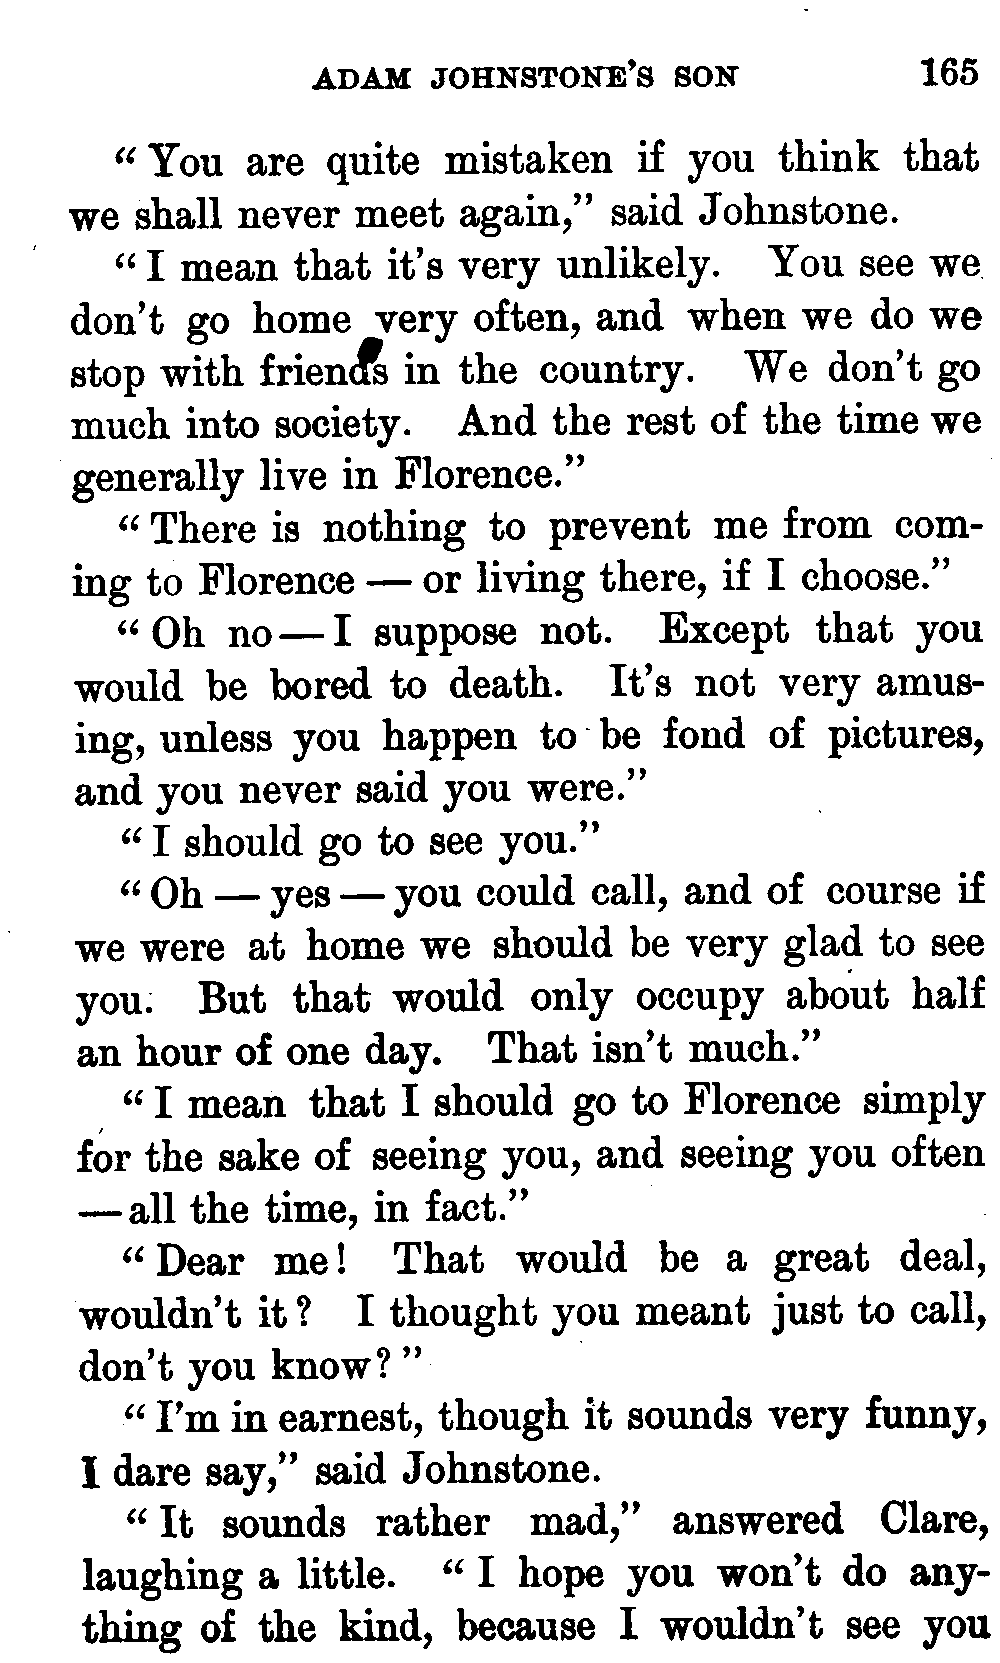 ADAM JOHNSTONE'S SON 165
"You are quite mistaken if you think that
we shall never meet again," said Johnstone.
"I mean that it's very unlikely. You see we
don't go home very often, and when we do we
stop with friends in the country. We don't go
much into society. And the rest of the time we
generally live in Florence."
"There is nothing to prevent me from com-
ing to Florence — or living there, if I choose."
"Oh no — I suppose not. Except that you
would be bored to death. It's not very amus-
ing, unless you happen to be fond of pictures,
and you never said you were."
"I should go to see you."
"Oh — yes — you could call, and of course if
we were at home we should be very glad to see
you. But that would only occupy about half
an hour of one day. That isn't much."
"I mean that I should go to Florence simply
for the sake of seeing you, and seeing you often
— all the time, in fact."
"Dear me! That would be a great deal,
wouldn't it? I thought you meant just to call,
don't you know?"
"I'm in earnest, though it sounds very funny,
I dare say," said Johnstone.
"It sounds rather mad," answered Clare,
laughing a little. "I hope you won't do any-
thing of the kind, because I wouldn't see you